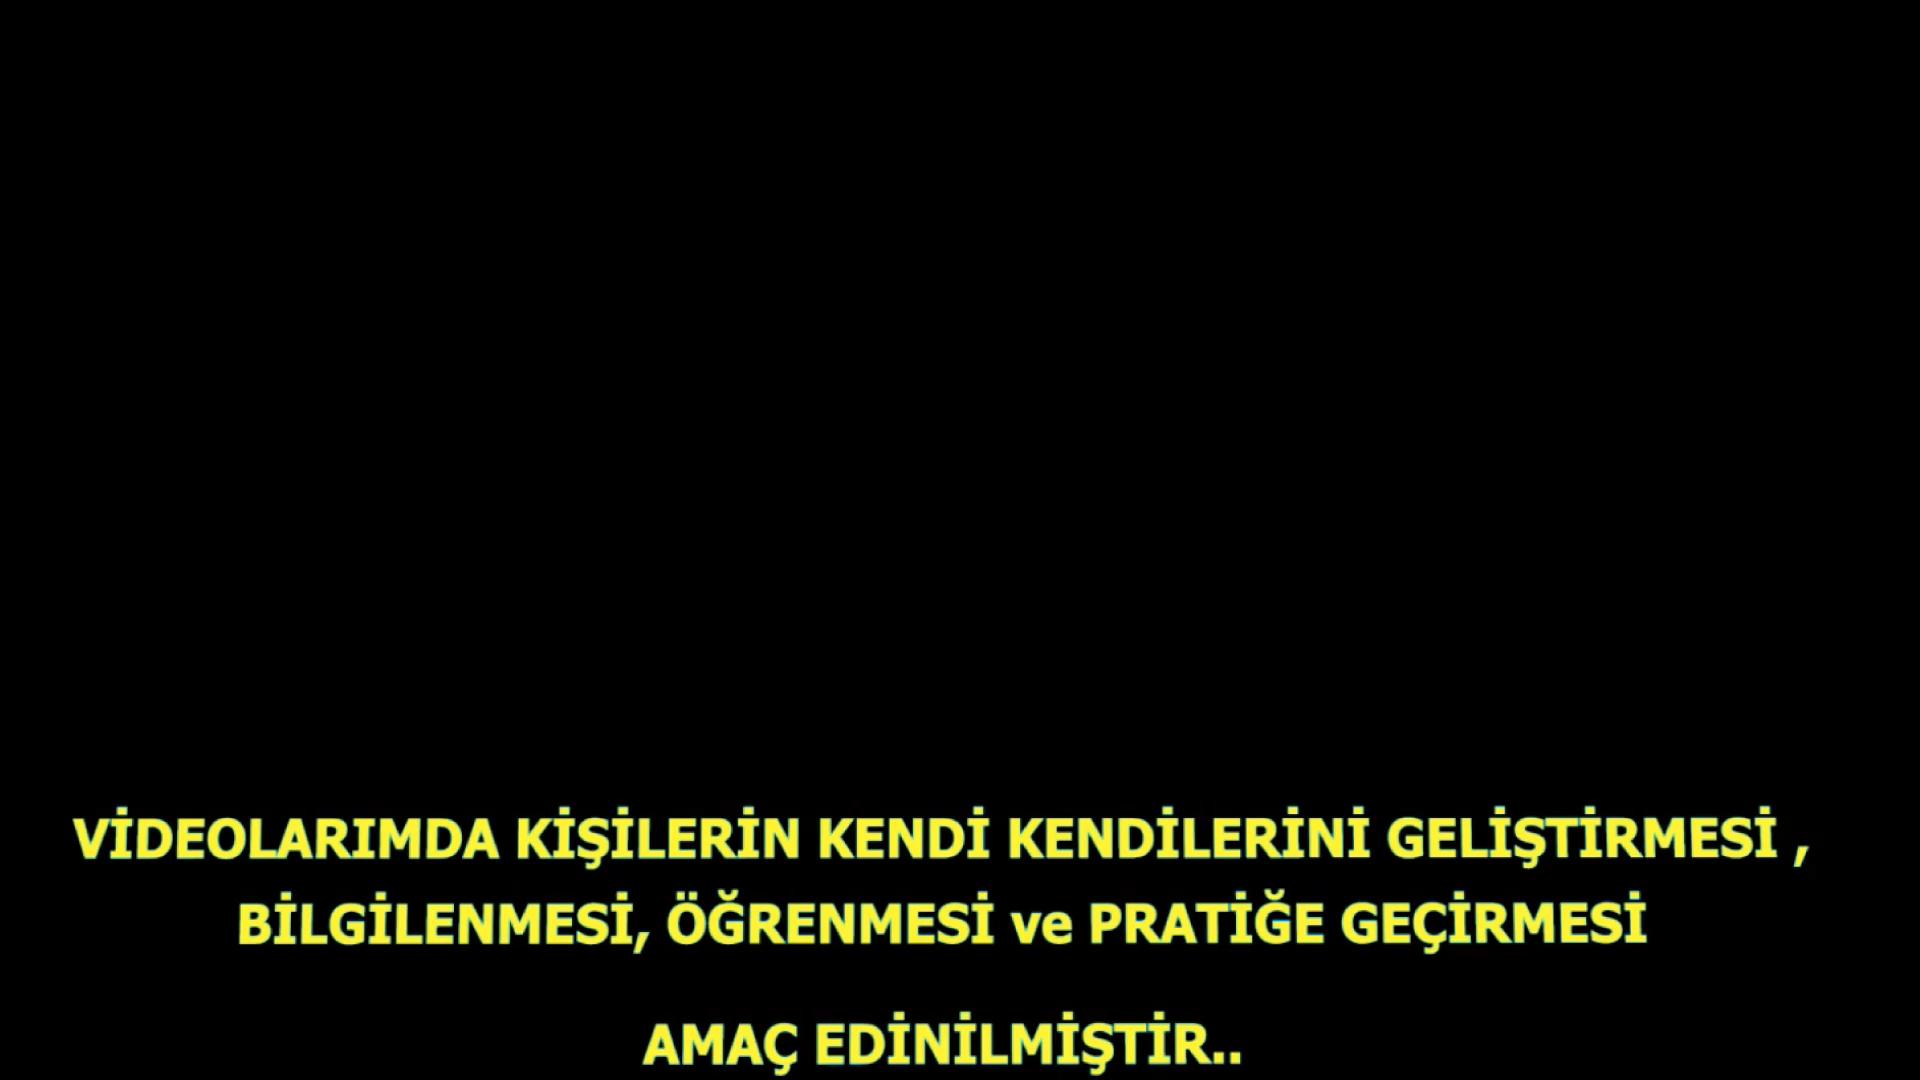 VİDEOLARIMDA KİŞİLERİN KENDİ KENDİLERİNİ GELİŞTİRMESİ ,
BİLGİLENMESİ, ÖĞRENMESİ ve PRATİĞE GEÇİRMESİ
AMAÇ EDİNİLMİŞTİR..